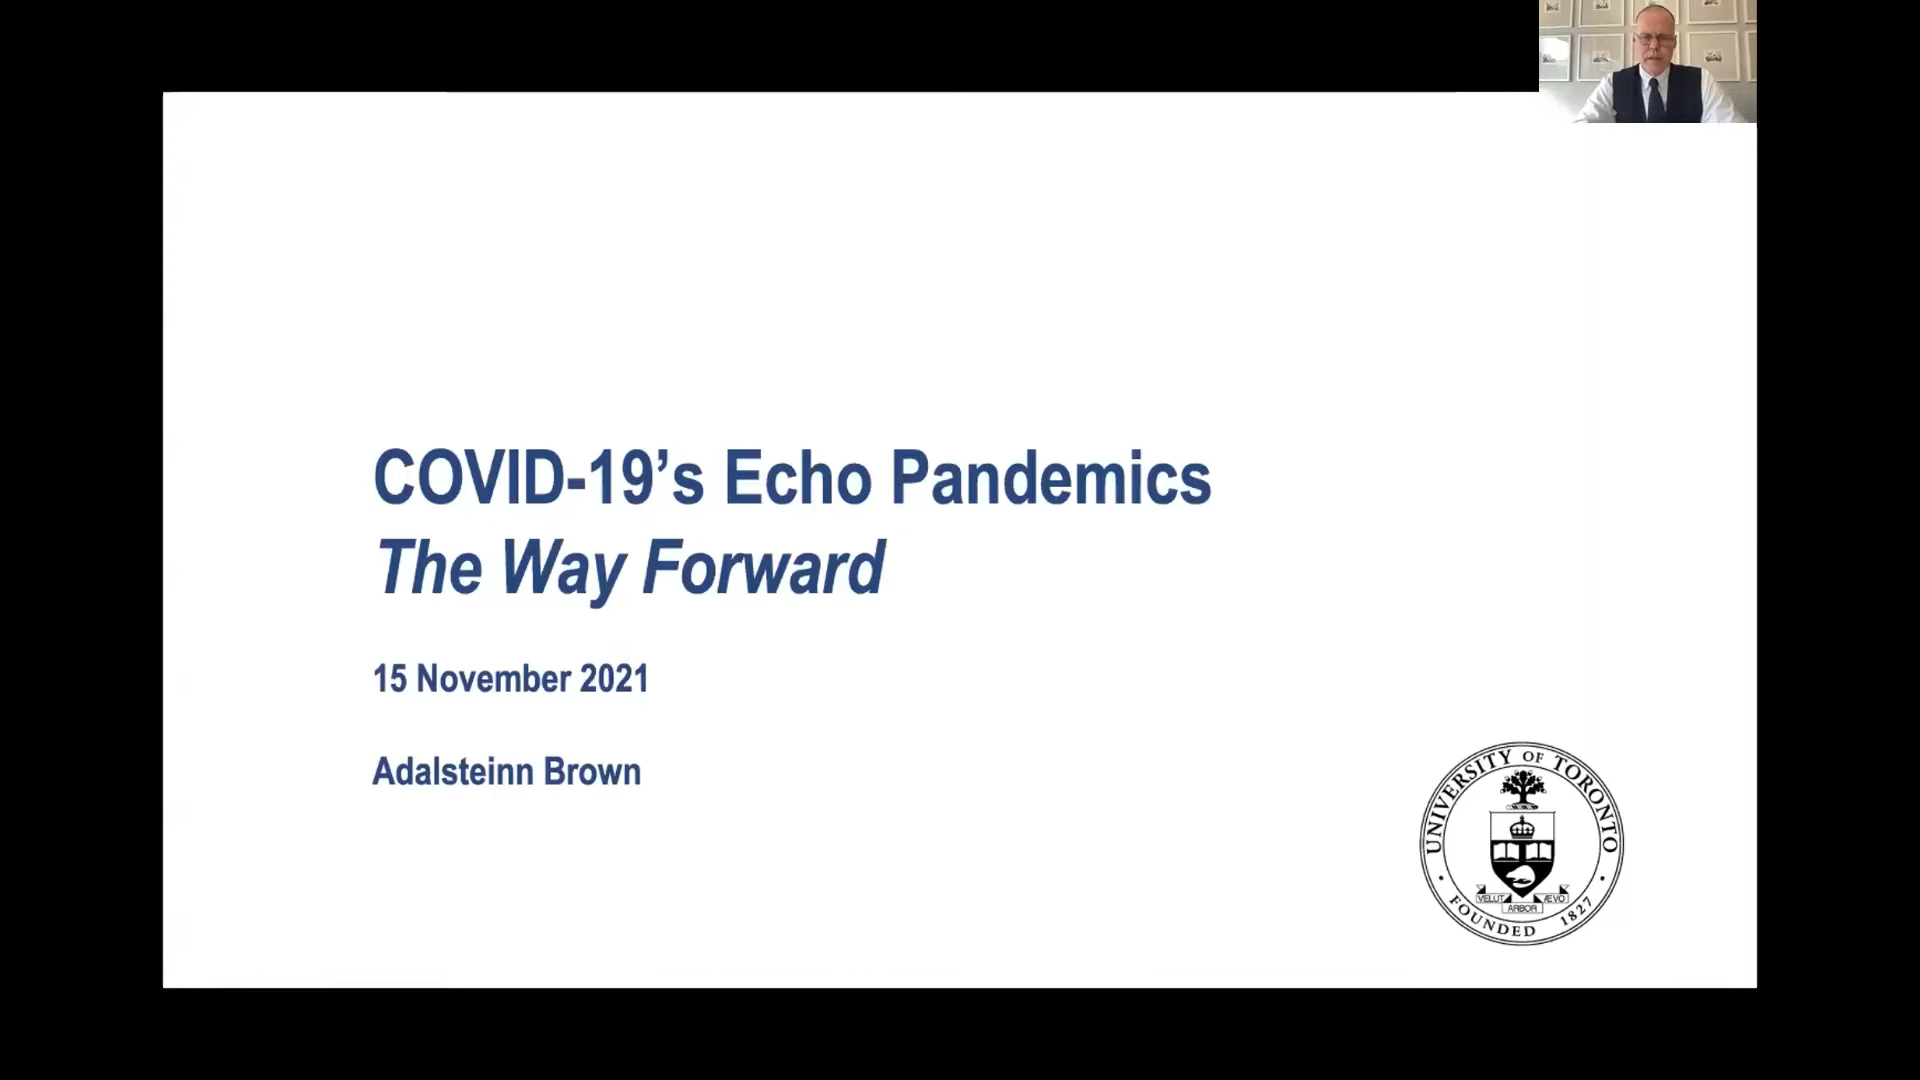 COVID-19’s Echo Pandemics
The Way Forward
15 November 2021
Adalsteinn Brown
UNIVERSITY OF TORONTO
VELUT ARBOR ÆVO
FOUNDED 1827